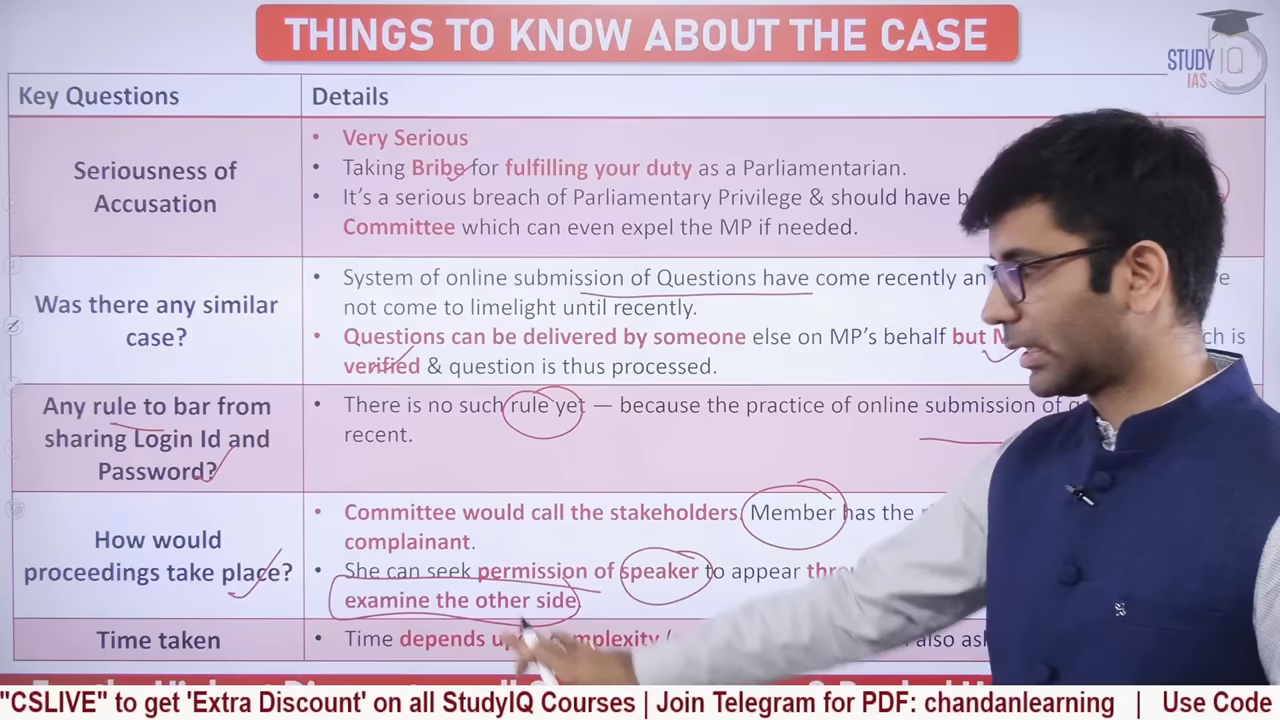 THINGS TO KNOW ABOUT THE CASE
STUDY IQ
IAS
Key Questions
Details
Seriousness of
Accusation
• Very Serious
• Taking Bribe for fulfilling your duty as a Parliamentarian.
• It's a serious breach of Parliamentary Privilege & should have
Committee which can even expel the MP if needed.
Was there any similar
case?
• System of online submission of Questions have come recently
not come to limelight until recently.
• Questions can be delivered by someone else on MP's behalf but
is
verified & question is thus processed.
Any rule to bar from
sharing Login Id and
Password?
• There is no such rule yet — because the practice of online submission of
recent.
How would
proceedings take place?
• Committee would call the stakeholders. Member has the
complainant.
• She can seek permission of speaker to appear
examine the other side.
Time taken
• Time depends
also
"CSLIVE" to get 'Extra Discount' on all StudyIQ Courses | Join Telegram for PDF: chandanlearning | Use Code